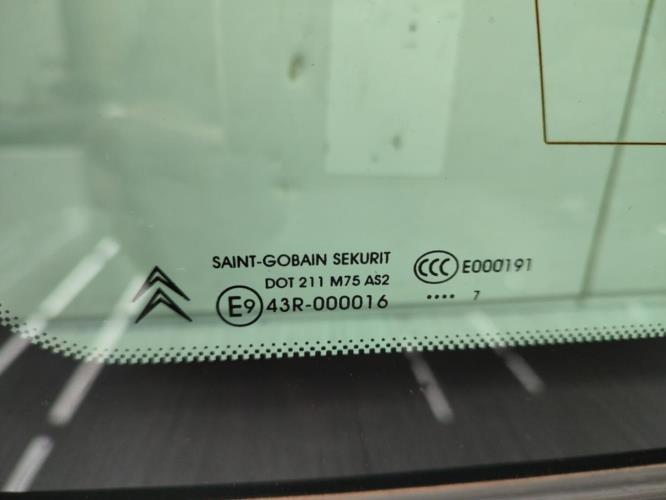 SAINT-GOBAIN SEKURIT
DOT 211 M75 AS2
E9 43R-000016
CCC E000191
.... 7